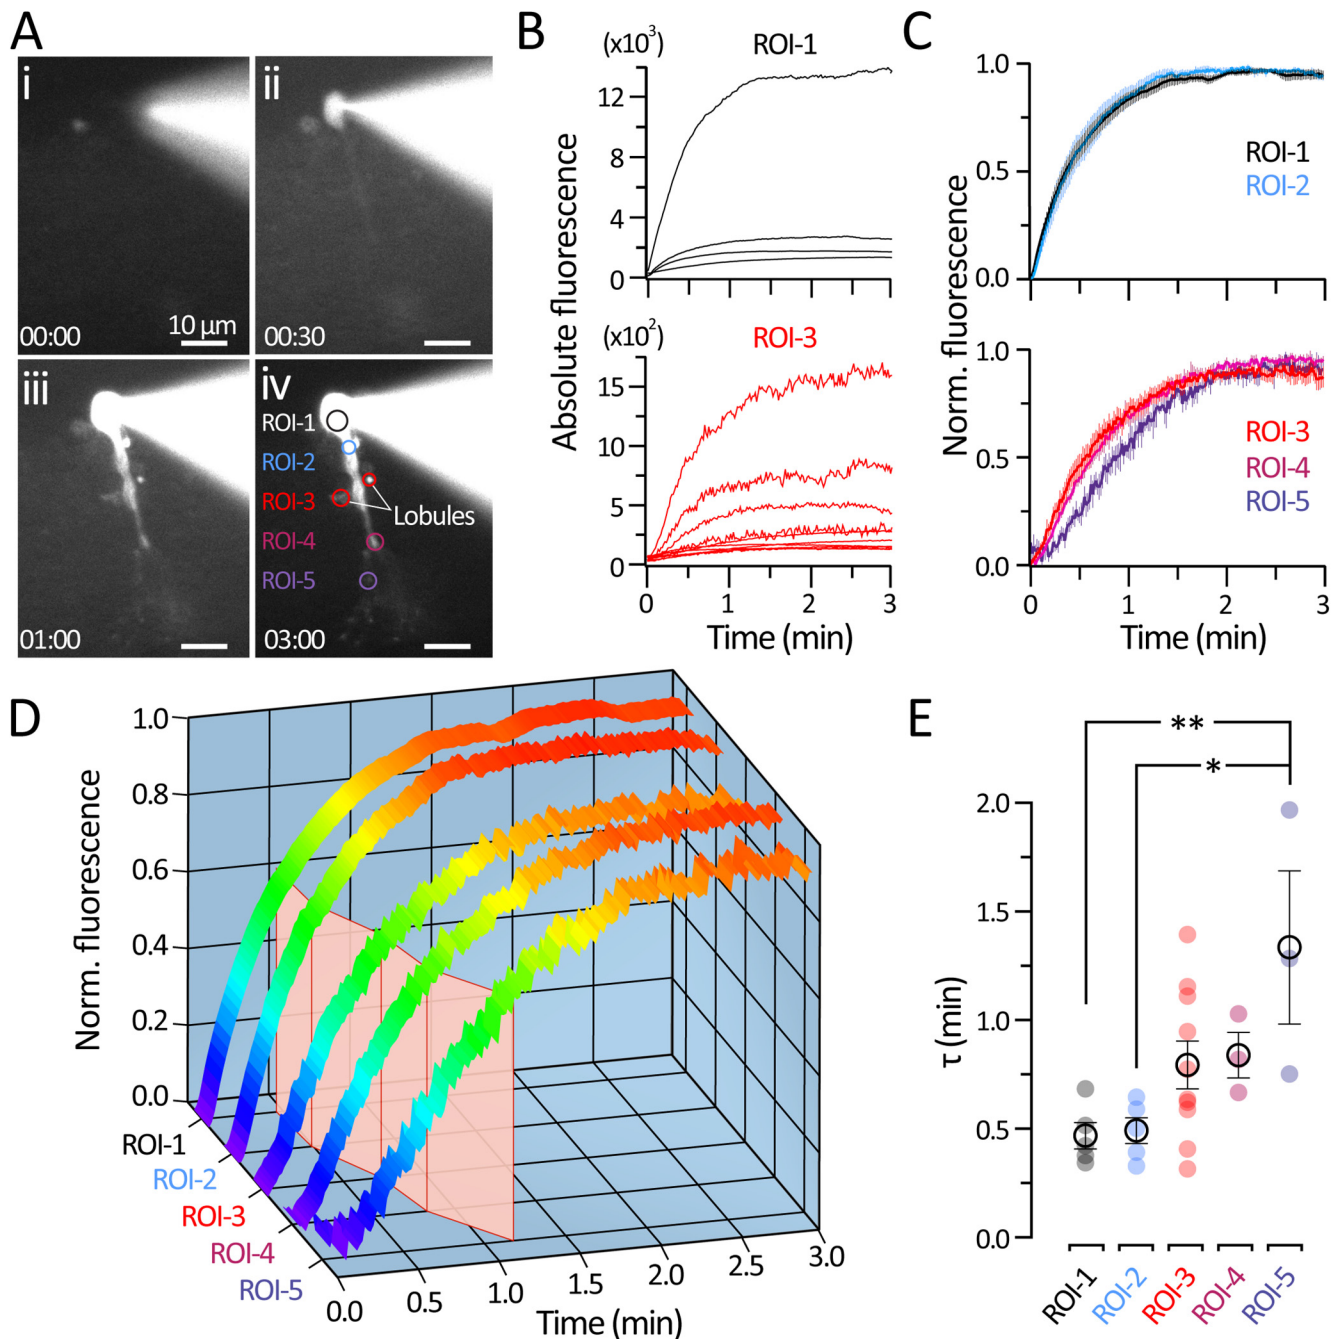 A
i
00:00
10 µm
ii
00:30
iii
01:00
iv
ROI-1
ROI-2
ROI-3
Lobules
ROI-4
ROI-5
03:00
B
(x10³)
ROI-1
12
8
4
0
Absolute fluorescence
(x10²)
ROI-3
15
10
5
0
0 1 2 3
Time (min)
C
1.0
0.5
0.0
ROI-1
ROI-2
Norm. fluorescence
1.0
0.5
0.0
ROI-3
ROI-4
ROI-5
0 1 2 3
Time (min)
D
Norm. fluorescence
1.0
0.8
0.6
0.4
0.2
0.0
ROI-1
ROI-2
ROI-3
ROI-4
ROI-5
0.0 0.5 1.0 1.5 2.0 2.5 3.0
Time (min)
E
**
*
τ (min)
2.0
1.5
1.0
0.5
0.0
ROI-1
ROI-2
ROI-3
ROI-4
ROI-5